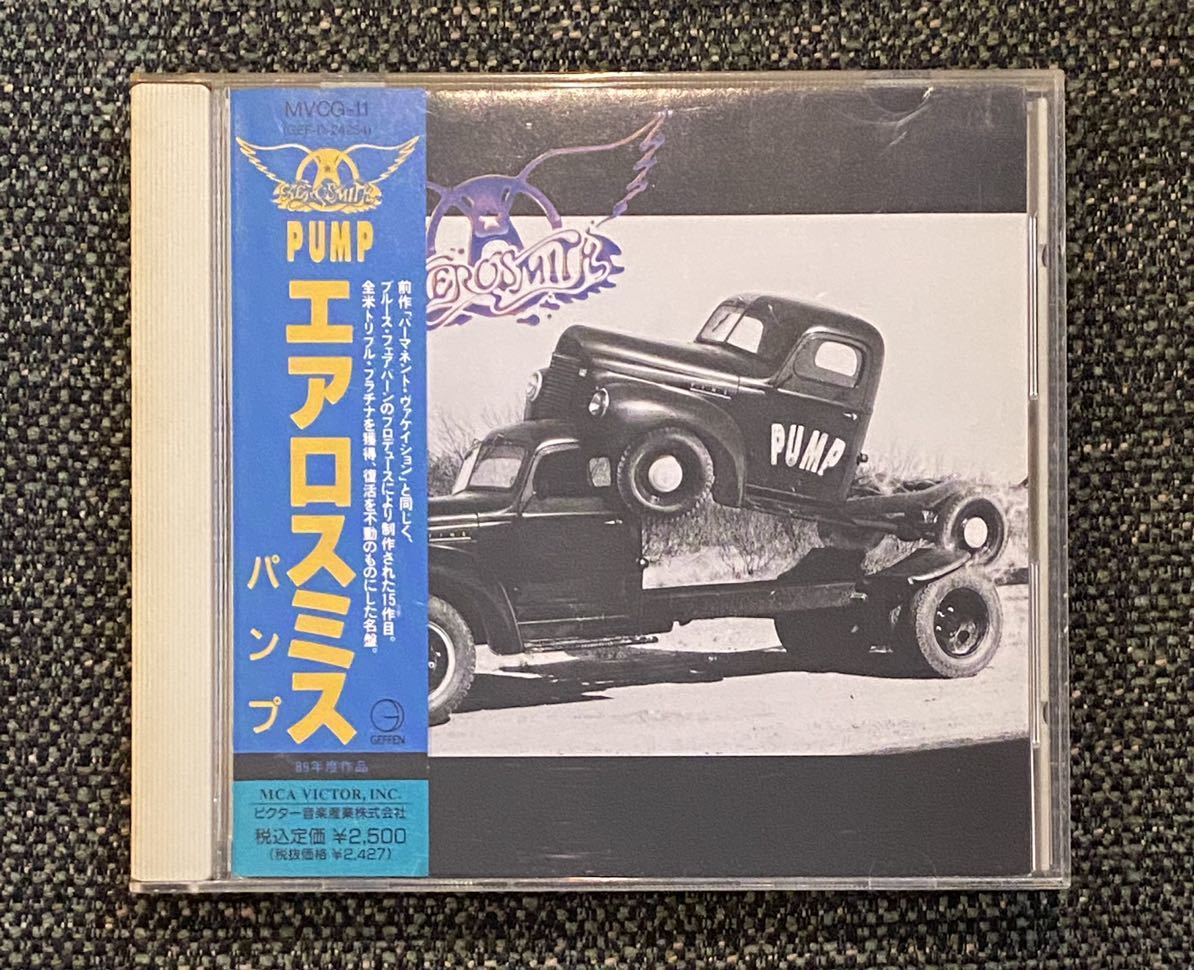 MVCG-11
(GEF-D-24254)
AEROSMITH
PUMP
エアロスミス
パンプ
前作「パーマネント・ヴァケイション」と同じく、
ブルース・フェアバーンのプロデュースにより制作された15作目。
全米トリプル・プラチナを獲得、復活を不動のものにした名盤。
GEFFEN
89年度作品
MCA VICTOR, INC.
ビクター音楽産業株式会社
税込定価 ¥2,500
(税抜価格 ¥2,427)
AEROSMITH
PUMP